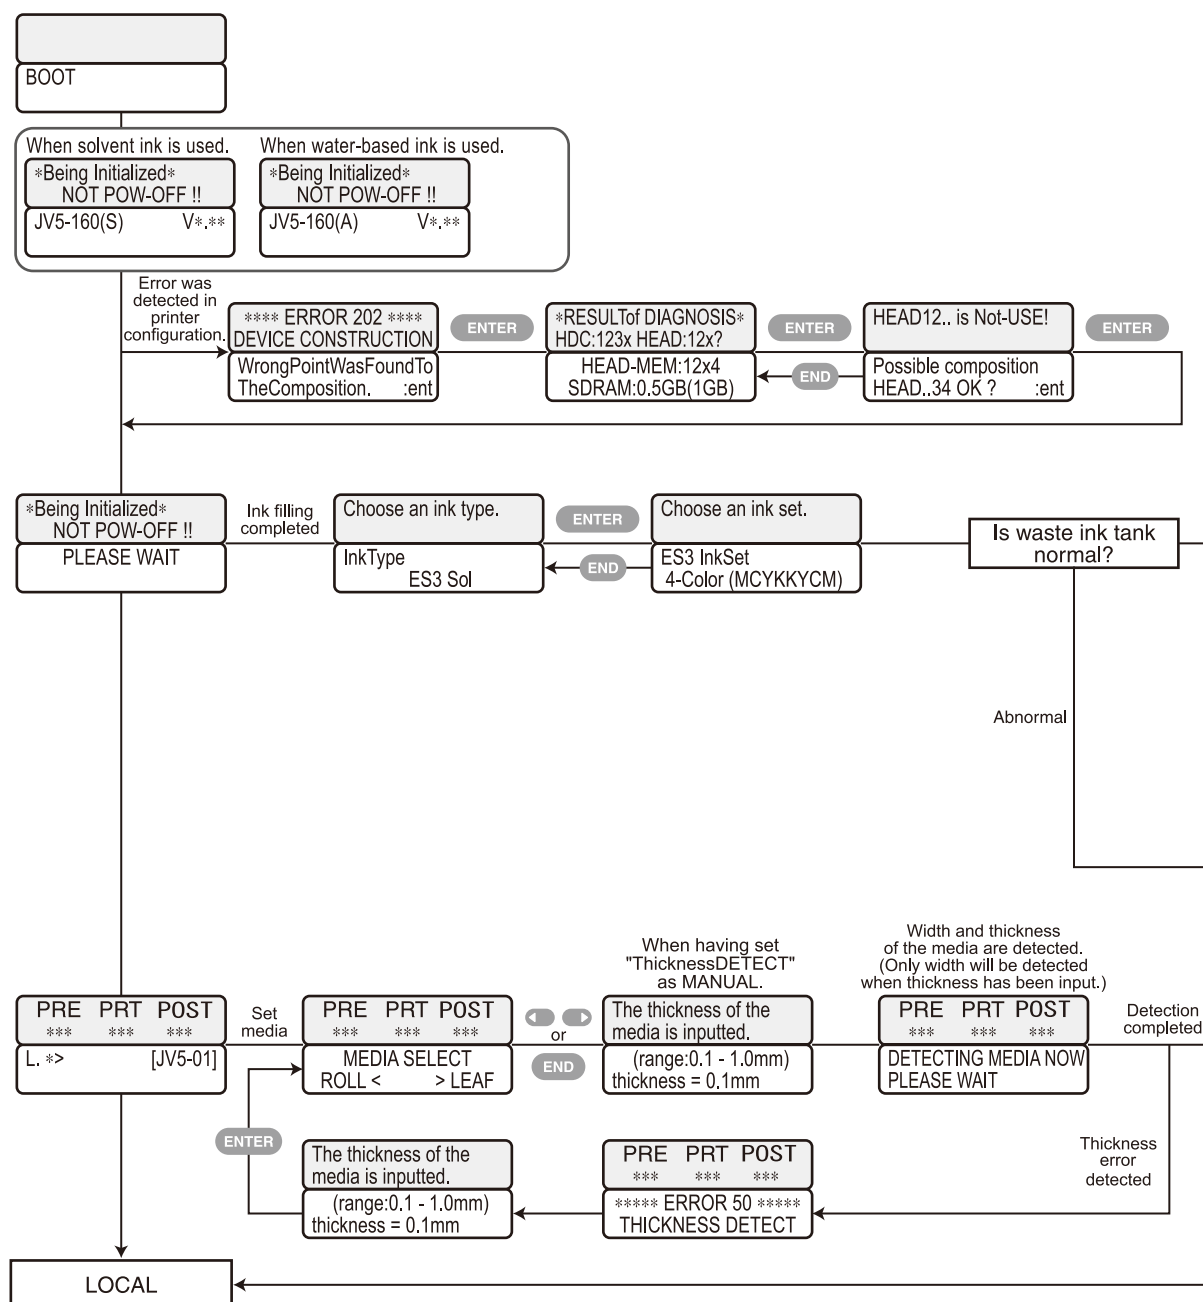 BOOT
When solvent ink is used.
*Being Initialized*
NOT POW-OFF !!
JV5-160(S) V*.**
When water-based ink is used.
*Being Initialized*
NOT POW-OFF !!
JV5-160(A) V*.**
Error was
detected in
printer
configuration.
**** ERROR 202 ****
DEVICE CONSTRUCTION
WrongPointWasFoundTo
TheComposition. :ent
ENTER
*RESULTof DIAGNOSIS*
HDC:123x HEAD:12x?
HEAD-MEM:12x4
SDRAM:0.5GB(1GB)
ENTER
END
HEAD12.. is Not-USE!
Possible composition
HEAD..34 OK ? :ent
ENTER
*Being Initialized*
NOT POW-OFF !!
PLEASE WAIT
Ink filling
completed
Choose an ink type.
InkType
ES3 Sol
ENTER
END
Choose an ink set.
ES3 InkSet
4-Color (MCYKKYCM)
Is waste ink tank
normal?
Abnormal
PRE PRT POST
*** *** ***
L. *> [JV5-01]
Set
media
PRE PRT POST
*** *** ***
MEDIA SELECT
ROLL < > LEAF
or
END
When having set
"ThicknessDETECT"
as MANUAL.
The thickness of the
media is inputted.
(range:0.1 - 1.0mm)
thickness = 0.1mm
Width and thickness
of the media are detected.
(Only width will be detected
when thickness has been input.)
PRE PRT POST
*** *** ***
DETECTING MEDIA NOW
PLEASE WAIT
Detection
completed
ENTER
The thickness of the
media is inputted.
(range:0.1 - 1.0mm)
thickness = 0.1mm
PRE PRT POST
*** *** ***
***** ERROR 50 *****
THICKNESS DETECT
Thickness
error
detected
LOCAL